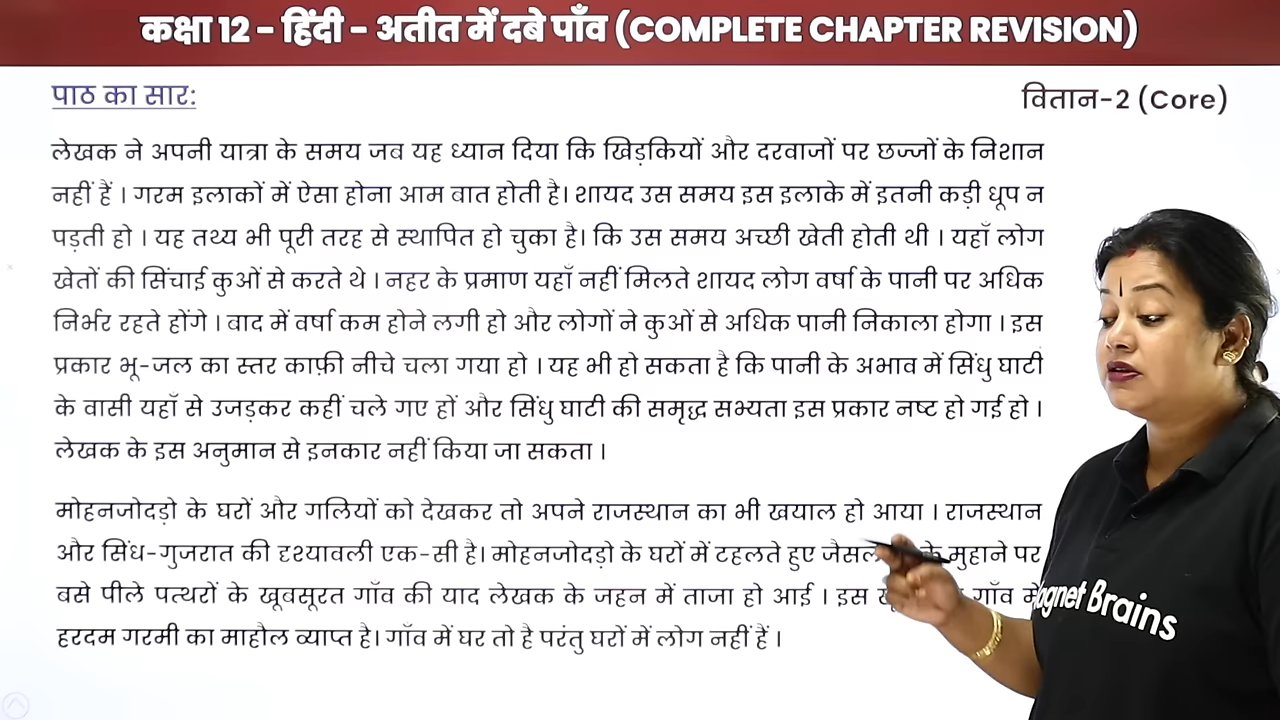 कक्षा 12 - हिंदी - अतीत में दबे पाँव (COMPLETE CHAPTER REVISION)
पाठ का सार:
वितान-2 (Core)
लेखक ने अपनी यात्रा के समय जब यह ध्यान दिया कि खिड़कियों और दरवाजों पर छज्जों के निशान
नहीं हैं । गरम इलाकों में ऐसा होना आम बात होती है। शायद उस समय इस इलाके में इतनी कड़ी धूप न
पड़ती हो । यह तथ्य भी पूरी तरह से स्थापित हो चुका है। कि उस समय अच्छी खेती होती थी । यहाँ लोग
खेतों की सिंचाई कुओं से करते थे । नहर के प्रमाण यहाँ नहीं मिलते शायद लोग वर्षा के पानी पर अधिक
निर्भर रहते होंगे । बाद में वर्षा कम होने लगी हो और लोगों ने कुओं से अधिक पानी निकाला होगा । इस
प्रकार भू-जल का स्तर काफ़ी नीचे चला गया हो । यह भी हो सकता है कि पानी के अभाव में सिंधु घाटी
के वासी यहाँ से उजड़कर कहीं चले गए हों और सिंधु घाटी की समृद्ध सभ्यता इस प्रकार नष्ट हो गई हो ।
लेखक के इस अनुमान से इनकार नहीं किया जा सकता ।
मोहनजोदड़ो के घरों और गलियों को देखकर तो अपने राजस्थान का भी खयाल हो आया । राजस्थान
और सिंध-गुजरात की दृश्यावली एक-सी है। मोहनजोदड़ो के घरों में टहलते हुए के मुहाने पर
बसे पीले पत्थरों के खूबसूरत गाँव की याद लेखक के जहन में ताजा हो आई । इस गाँव में
हरदम गरमी का माहौल व्याप्त है। गाँव में घर तो है परंतु घरों में लोग नहीं हैं ।
Magnet Brains